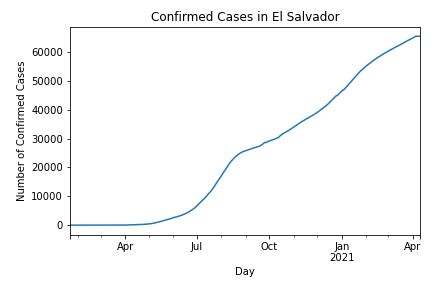 Confirmed Cases in El Salvador
Number of Confirmed Cases
60000
50000
40000
30000
20000
10000
0
Apr Jul Oct Jan Apr
2021
Day